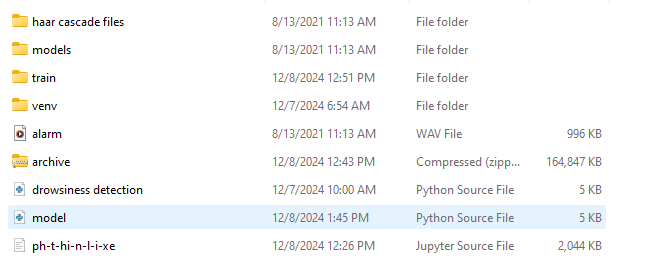 haar cascade files 8/13/2021 11:13 AM File folder
models 8/13/2021 11:13 AM File folder
train 12/8/2024 12:51 PM File folder
venv 12/7/2024 6:54 AM File folder
alarm 8/13/2021 11:13 AM WAV File 996 KB
archive 12/8/2024 12:43 PM Compressed (zipp... 164,847 KB
drowsiness detection 12/7/2024 10:00 AM Python Source File 5 KB
model 12/8/2024 1:45 PM Python Source File 5 KB
ph-t-hi-n-l-i-xe 12/8/2024 12:26 PM Jupyter Source File 2,044 KB